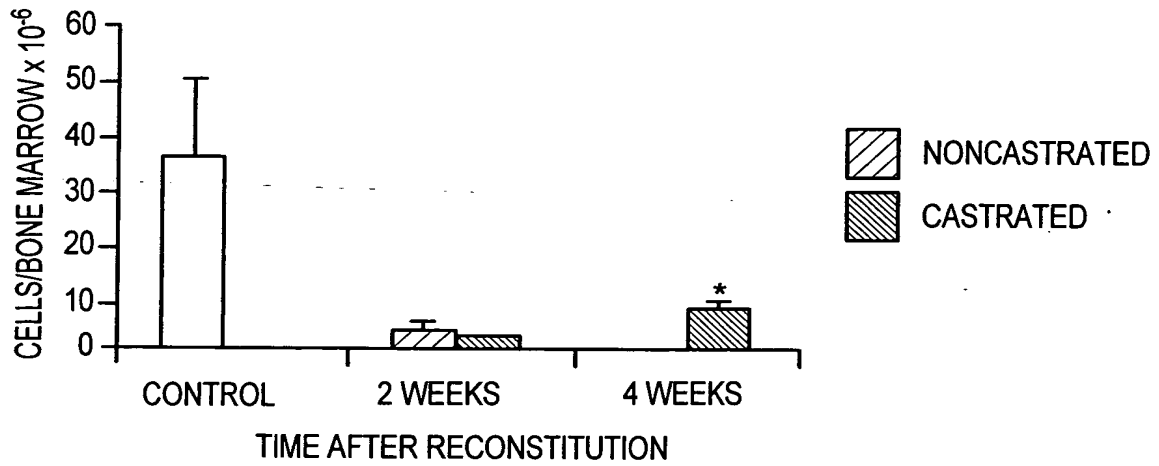 CELLS/BONE MARROW x 10-6
60
50
40
30
20
10
0
*
CONTROL
2 WEEKS
4 WEEKS
TIME AFTER RECONSTITUTION
NONCASTRATED
CASTRATED